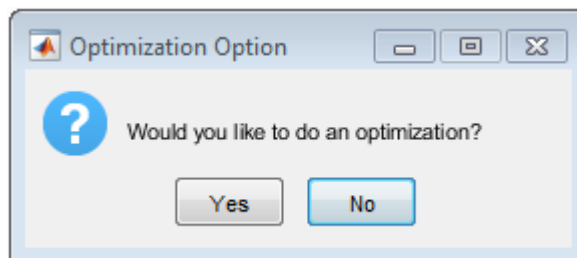 Optimization Option
Would you like to do an optimization?
Yes No